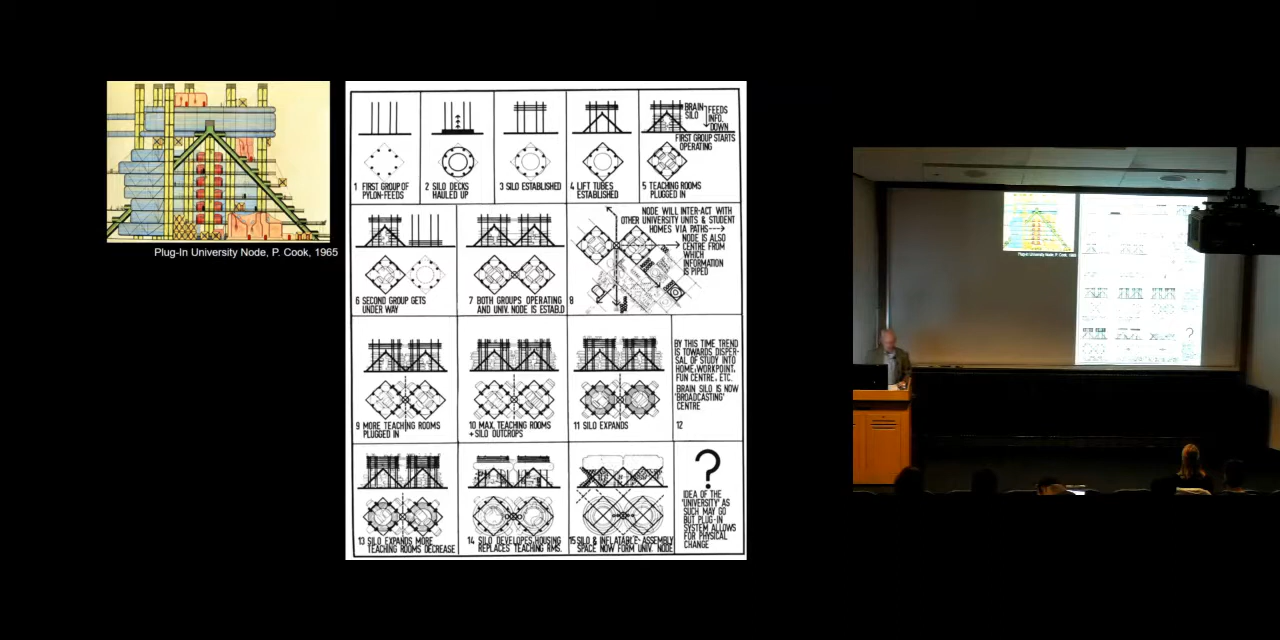 Plug-In University Node, P. Cook, 1965
BRAIN
SILO
FEEDS
INFO.
DOWN
FIRST GROUP STARTS
OPERATING
1 FIRST GROUP OF
PYLON-FEEDS
2 SILO DECKS
HAULED UP
3 SILO ESTABLISHED
4 LIFT TUBES
ESTABLISHED
5 TEACHING ROOMS
PLUGGED IN
6 SECOND GROUP GETS
UNDER WAY
7 BOTH GROUPS OPERATING
AND UNIV. NODE IS ESTAB.D
8
NODE WILL INTER-ACT WITH
OTHER UNIVERSITY UNITS & STUDENT
HOMES VIA PATHS
NODE IS ALSO
CENTRE FROM
WHICH
INFORMATION
IS PIPED
9 MORE TEACHING ROOMS
PLUGGED IN
10 MAX. TEACHING ROOMS
+ SILO OUTCROPS
11 SILO EXPANDS
BY THIS TIME TREND
IS TOWARDS DISPER-
SAL OF STUDY INTO
HOME, WORKPOINT,
FUN CENTRE, ETC.
BRAIN SILO IS NOW
'BROADCASTING'
CENTRE
12
13 SILO EXPANDS MORE
TEACHING ROOMS DECREASE
14 SILO DEVELOPES, HOUSING
REPLACES TEACHING RMS.
15 SILO & INFLATABLE-ASSEMBLY
SPACE NOW FORM UNIV. NODE
?
IDEA OF THE
'UNIVERSITY' AS
SUCH MAY GO
BUT PLUG-IN
SYSTEM ALLOWS
FOR PHYSICAL
CHANGE
Plug-In University Node, P. Cook, 1965
?